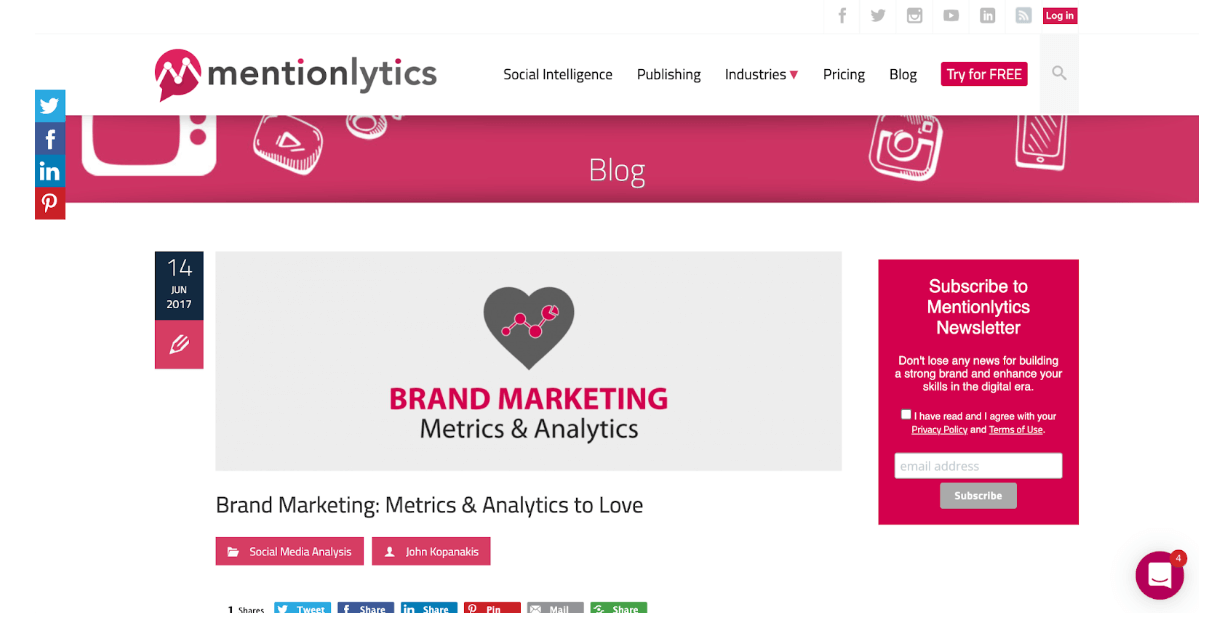 Log in
mentionlytics
Social Intelligence Publishing Industries Pricing Blog Try for FREE
Blog
14
JUN
2017
BRAND MARKETING
Metrics & Analytics
Brand Marketing: Metrics & Analytics to Love
Social Media Analysis John Kopanakis
1 Shares Tweet Share Share Pin Mail Share
Subscribe to
Mentionlytics
Newsletter
Don't lose any news for building
a strong brand and enhance your
skills in the digital era.
I have read and I agree with your
Privacy Policy and Terms of Use.
email address
Subscribe
4